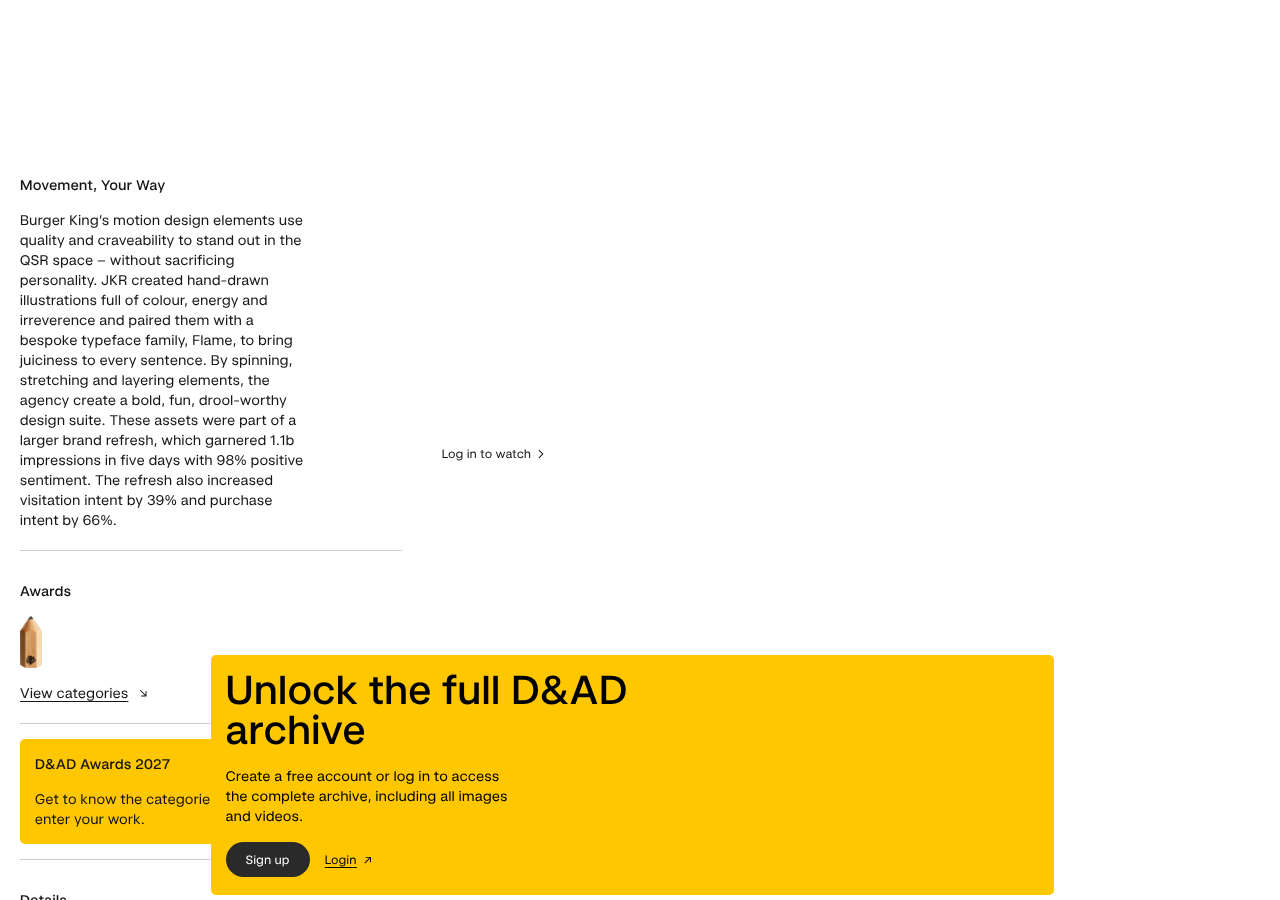 Movement, Your Way
Burger King's motion design elements use
quality and craveability to stand out in the
QSR space – without sacrificing
personality. JKR created hand-drawn
illustrations full of colour, energy and
irreverence and paired them with a
bespoke typeface family, Flame, to bring
juiciness to every sentence. By spinning,
stretching and layering elements, the
agency create a bold, fun, drool-worthy
design suite. These assets were part of a
larger brand refresh, which garnered 1.1b
impressions in five days with 98% positive
sentiment. The refresh also increased
visitation intent by 39% and purchase
intent by 66%.
Log in to watch
Awards
View categories
D&AD Awards 2027
Get to know the categorie
enter your work.
Details
Unlock the full D&AD
archive
Create a free account or log in to access
the complete archive, including all images
and videos.
Sign up
Login